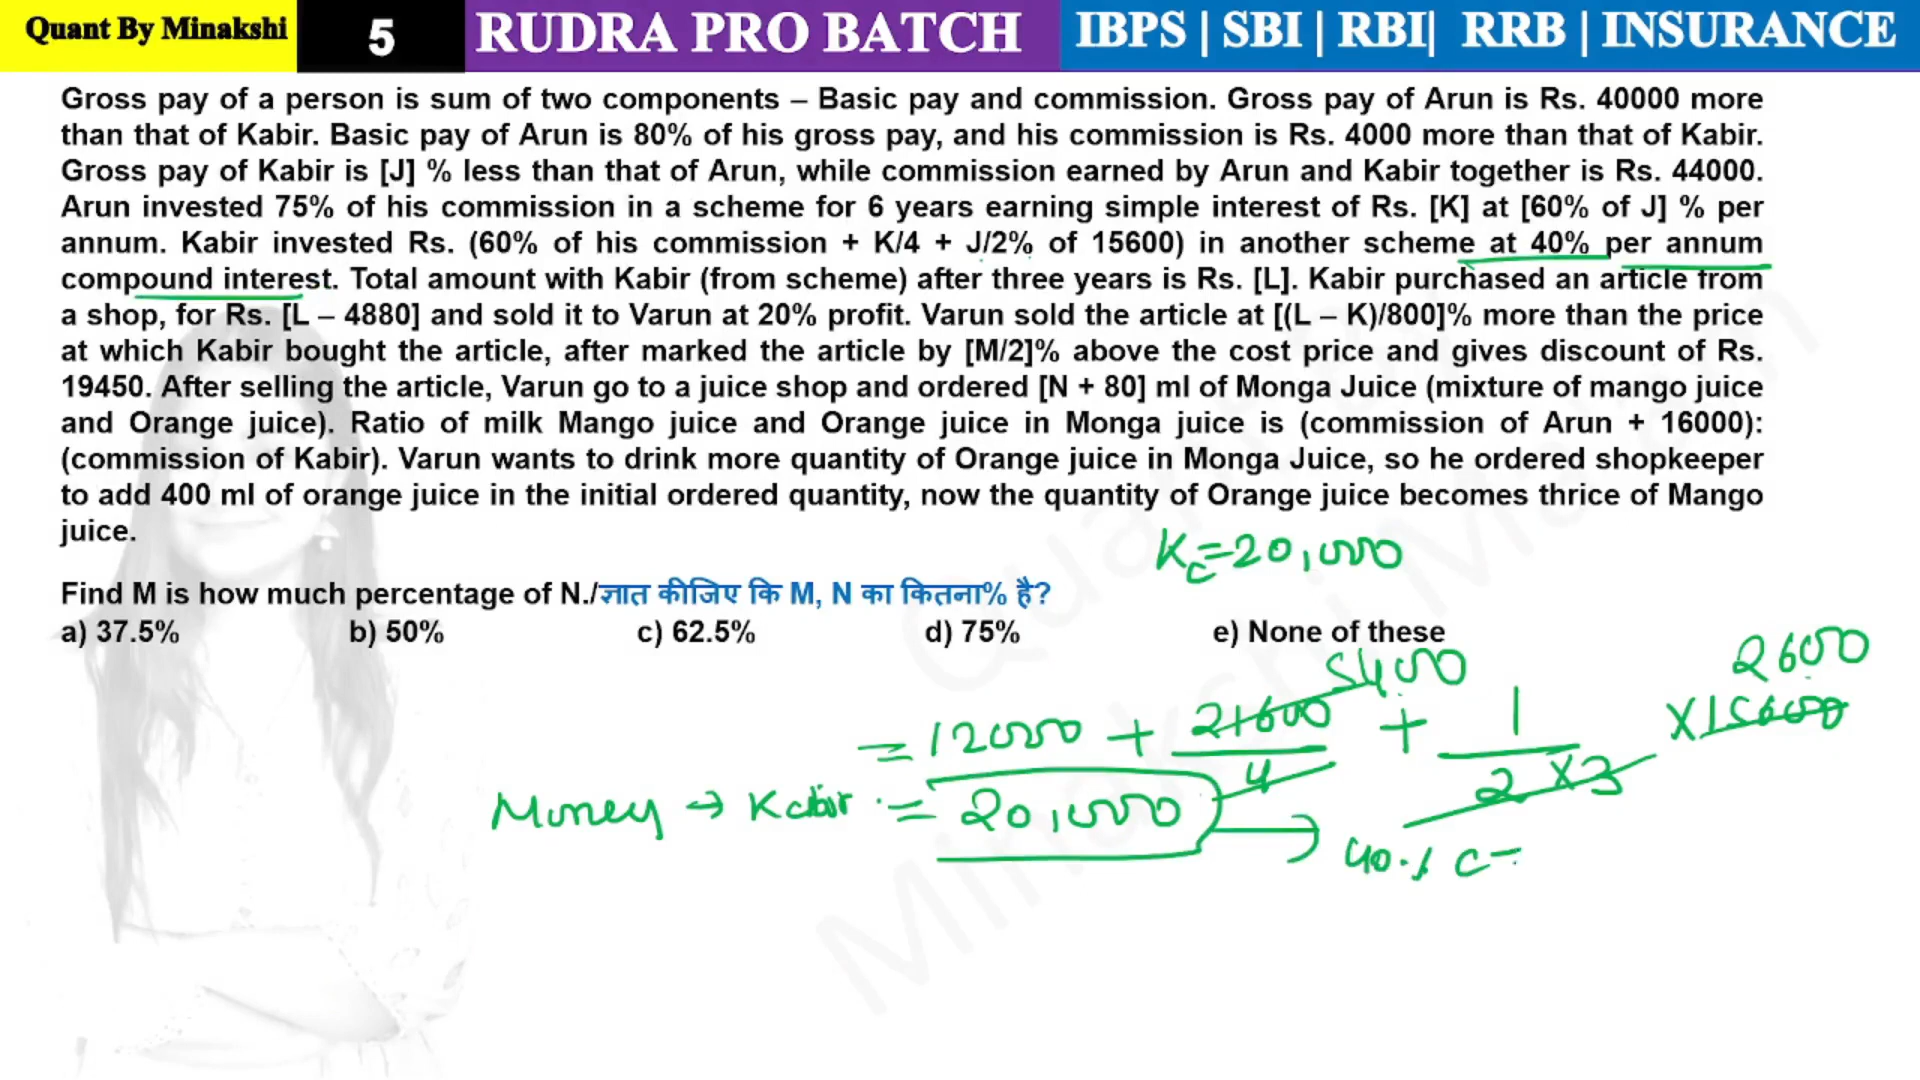 Quant By Minakshi 5 RUDRA PRO BATCH IBPS | SBI | RBI| RRB | INSURANCE
Gross pay of a person is sum of two components – Basic pay and commission. Gross pay of Arun is Rs. 40000 more
than that of Kabir. Basic pay of Arun is 80% of his gross pay, and his commission is Rs. 4000 more than that of Kabir.
Gross pay of Kabir is [J] % less than that of Arun, while commission earned by Arun and Kabir together is Rs. 44000.
Arun invested 75% of his commission in a scheme for 6 years earning simple interest of Rs. [K] at [60% of J] % per
annum. Kabir invested Rs. (60% of his commission + K/4 + J/2% of 15600) in another scheme at 40% per annum
compound interest. Total amount with Kabir (from scheme) after three years is Rs. [L]. Kabir purchased an article from
a shop, for Rs. [L – 4880] and sold it to Varun at 20% profit. Varun sold the article at [(L – K)/800]% more than the price
at which Kabir bought the article, after marked the article by [M/2]% above the cost price and gives discount of Rs.
19450. After selling the article, Varun go to a juice shop and ordered [N + 80] ml of Monga Juice (mixture of mango juice
and Orange juice). Ratio of milk Mango juice and Orange juice in Monga juice is (commission of Arun + 16000):
(commission of Kabir). Varun wants to drink more quantity of Orange juice in Monga Juice, so he ordered shopkeeper
to add 400 ml of orange juice in the initial ordered quantity, now the quantity of Orange juice becomes thrice of Mango
juice.
Kc=20,000
Find M is how much percentage of N./ज्ञात कीजिए कि M, N का कितना% है?
a) 37.5% b) 50% c) 62.5% d) 75% e) None of these
5400 2600
= 12000 + 21600/4 + 1/2×3 ×15600
Money → Kabir = 20,000 → 40% C